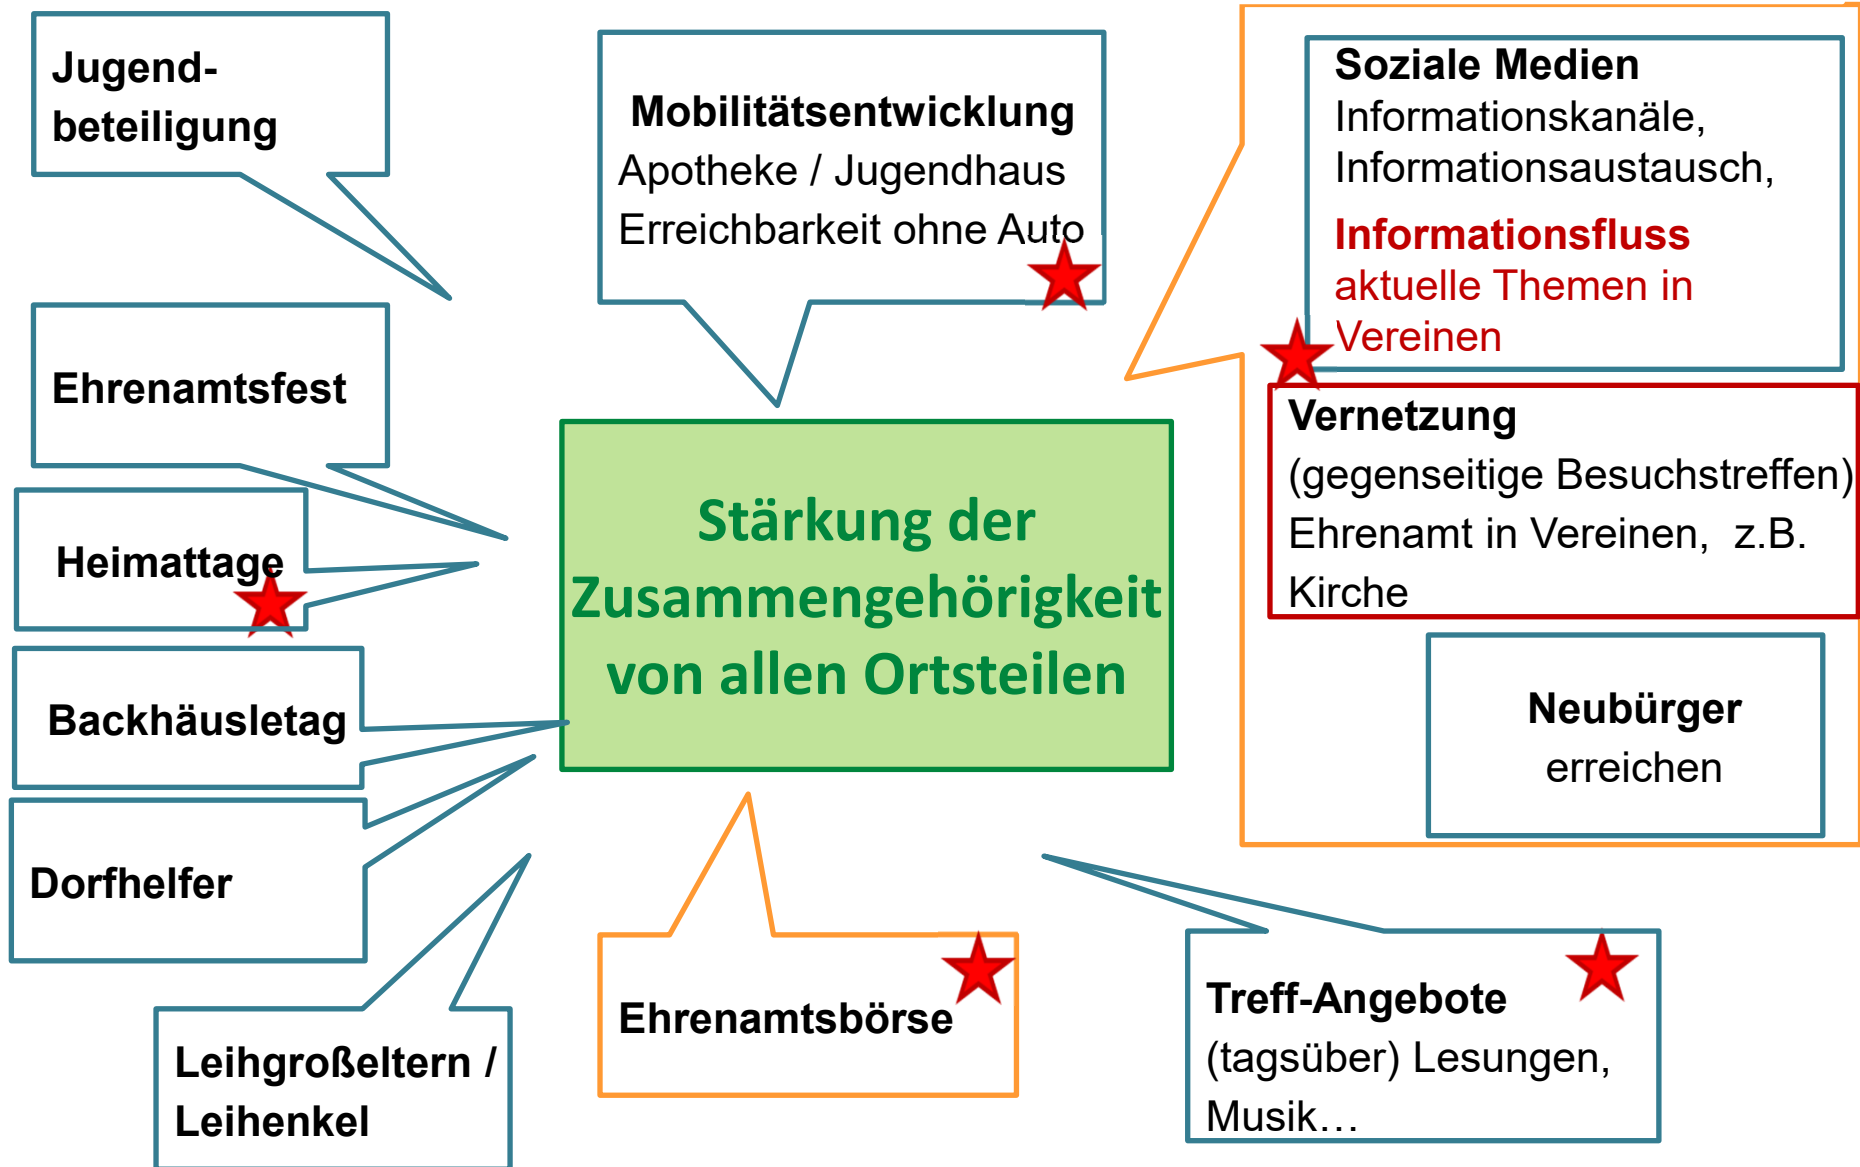 Jugend-
beteiligung
Mobilitätsentwicklung
Apotheke / Jugendhaus
Erreichbarkeit ohne Auto
Soziale Medien
Informationskanäle,
Informationsaustausch,
Informationsfluss
aktuelle Themen in
Vereinen
Ehrenamtsfest
Vernetzung
(gegenseitige Besuchstreffen)
Ehrenamt in Vereinen,  z.B.
Kirche
Heimattage
Stärkung der
Zusammengehörigkeit
von allen Ortsteilen
Backhäusletag
Neubürger
erreichen
Dorfhelfer
Leihgroßeltern /
Leihenkel
Ehrenamtsbörse
Treff-Angebote
(tagsüber) Lesungen,
Musik…